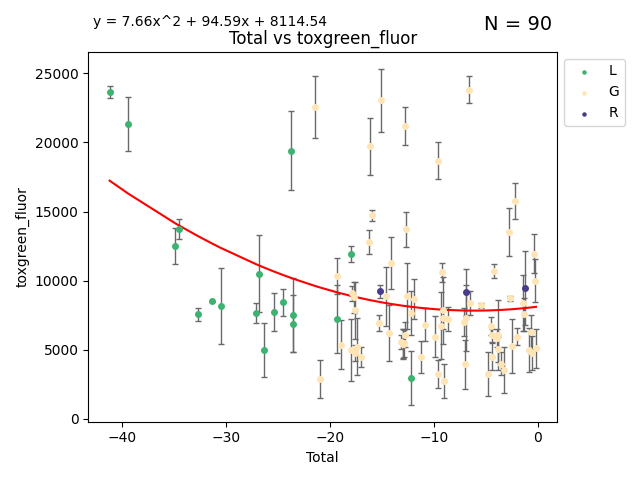 y = 7.66x^2 + 94.59x + 8114.54
N = 90
Total vs toxgreen_fluor
25000
20000
15000
10000
5000
0
toxgreen_fluor
−40
−30
−20
−10
0
Total
L
G
R